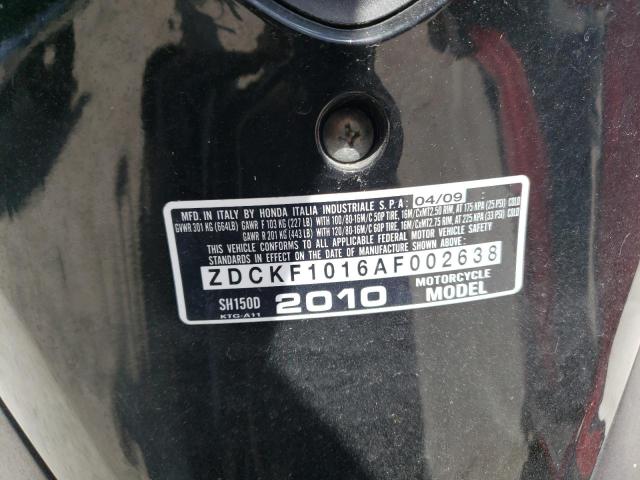 MFD. IN ITALY BY HONDA ITALIA INDUSTRIALE S.P.A 04/09
GVWR 301 KG (664LB) GAWR F 103 KG (227 LB) WITH 100/80-16M/C 50P TIRE, 16M/CxMT2.50 RIM, AT 175 KPA (25 PSI) COLD
GAWR R 201 KG (443 LB) WITH 120/80-16M/C 60P TIRE, 16M/CxMT2.75 RIM, AT 225 KPA (33 PSI) COLD
THIS VEHICLE CONFORMS TO ALL APPLICABLE FEDERAL MOTOR VEHICLE SAFETY
STANDARDS IN EFFECT ON THE DATE OF MANUFACTURE SHOWN ABOVE.
ZDCKF1016AF002638
SH150D 2010 MOTORCYCLE MODEL
KTG-A11